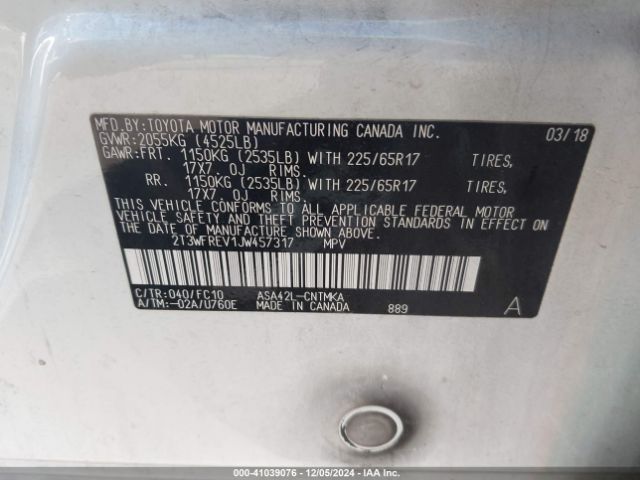 MFD.BY:TOYOTA MOTOR MANUFACTURING CANADA INC. 03/18
GVWR:2055KG (4525LB)
GAWR:FRT. 1150KG (2535LB) WITH 225/65R17 TIRES,
17X7.0J RIMS.
RR. 1150KG (2535LB) WITH 225/65R17 TIRES,
17X7.0J RIMS.
THIS VEHICLE CONFORMS TO ALL APPLICABLE FEDERAL MOTOR
VEHICLE SAFETY AND THEFT PREVENTION STANDARDS IN EFFECT ON
THE DATE OF MANUFACTURE SHOWN ABOVE.
2T3WFREV1JW457317 MPV
C/TR:040/FC10 ASA42L-CNTMKA
A/TM:-02A/U760E MADE IN CANADA 889 A
000-41039076 • 12/05/2024 • IAA Inc.